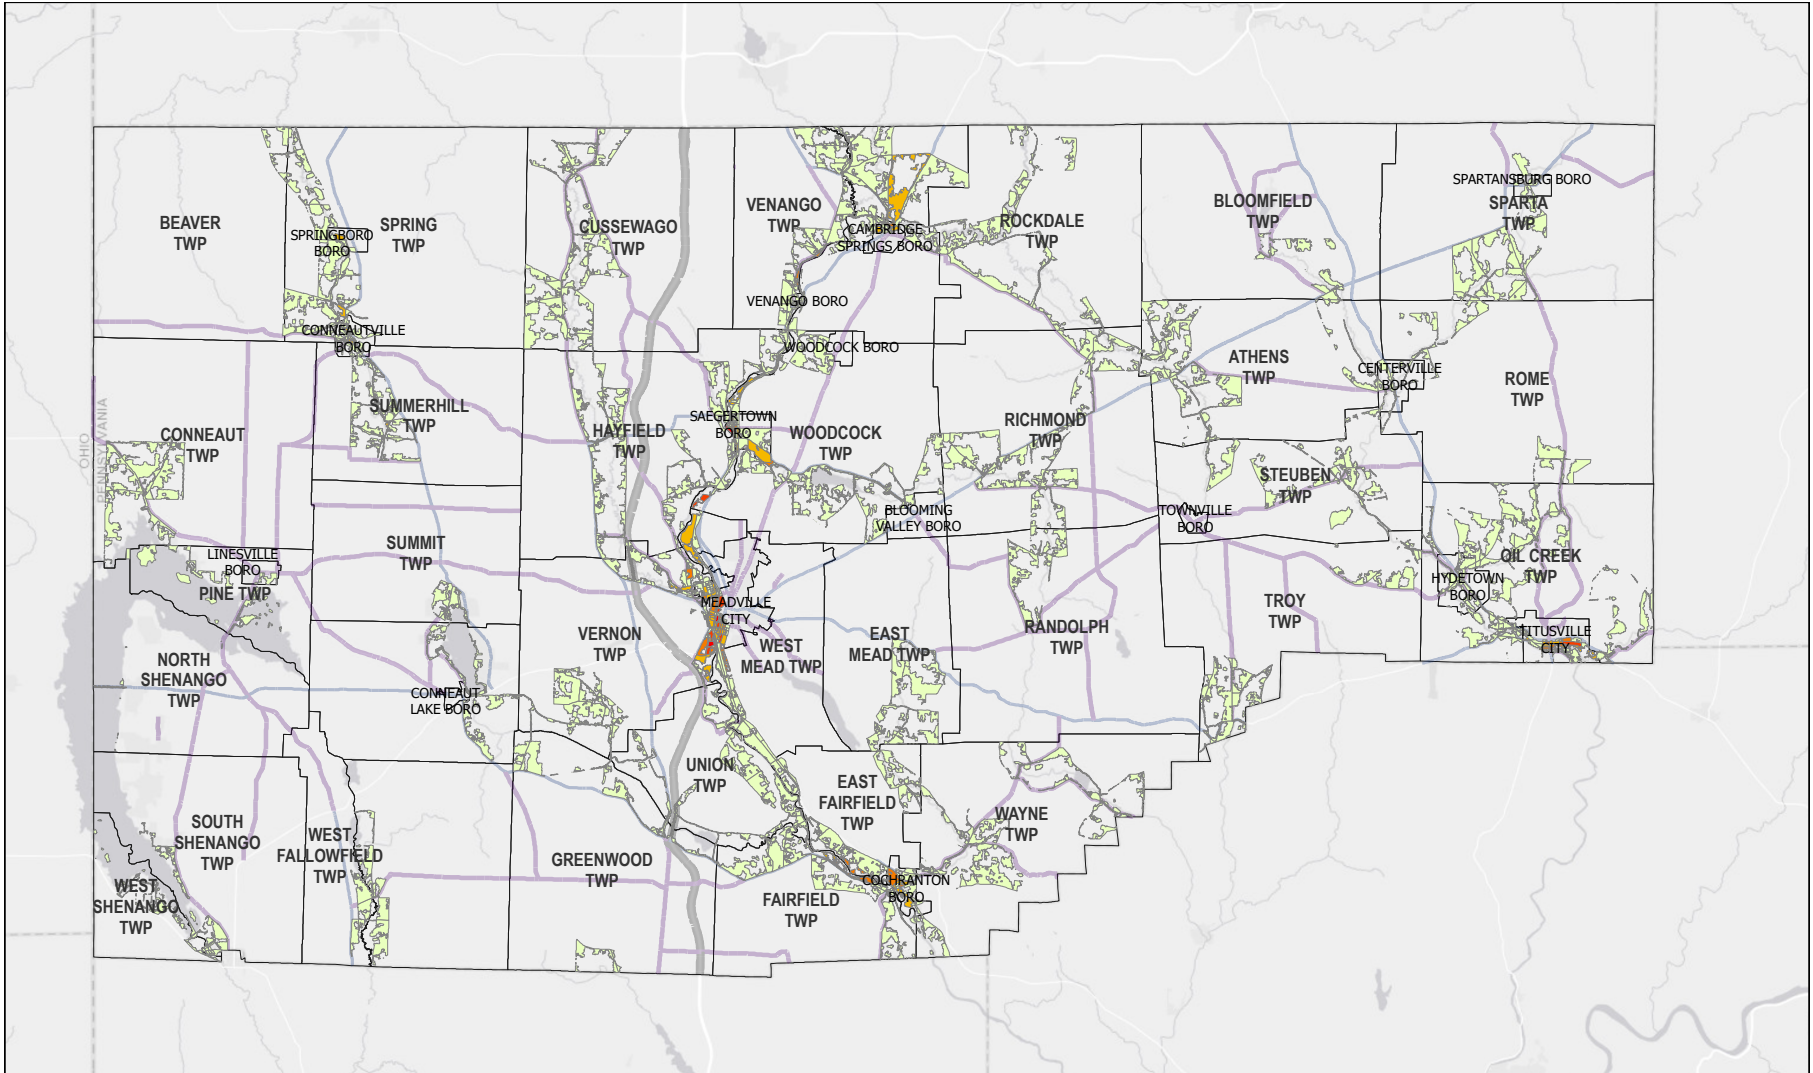 BEAVER
TWP
SPRINGBORO
BORO
SPRING
TWP
CUSSEWAGO
TWP
VENANGO
TWP
CAMBRIDGE
SPRINGS BORO
ROCKDALE
TWP
BLOOMFIELD
TWP
SPARTANSBURG BORO
SPARTA
TWP
VENANGO BORO
CONNEAUTVILLE
BORO
WOODCOCK BORO
ATHENS
TWP
CENTERVILLE
BORO
ROME
TWP
OHIO
PENNSYLVANIA
CONNEAUT
TWP
SUMMERHILL
TWP
HAYFIELD
TWP
SAEGERTOWN
BORO
WOODCOCK
TWP
RICHMOND
TWP
STEUBEN
TWP
BLOOMING
VALLEY BORO
TOWNVILLE
BORO
LINESVILLE
BORO
PINE TWP
SUMMIT
TWP
OIL CREEK
TWP
HYDETOWN
BORO
MEADVILLE
CITY
VERNON
TWP
WEST
MEAD TWP
EAST
MEAD TWP
RANDOLPH
TWP
TROY
TWP
TITUSVILLE
CITY
NORTH
SHENANGO
TWP
CONNEAUT
LAKE BORO
UNION
TWP
EAST
FAIRFIELD
TWP
WAYNE
TWP
SOUTH
SHENANGO
TWP
WEST
FALLOWFIELD
TWP
GREENWOOD
TWP
WEST
SHENANGO
TWP
FAIRFIELD
TWP
COCHRANTON
BORO